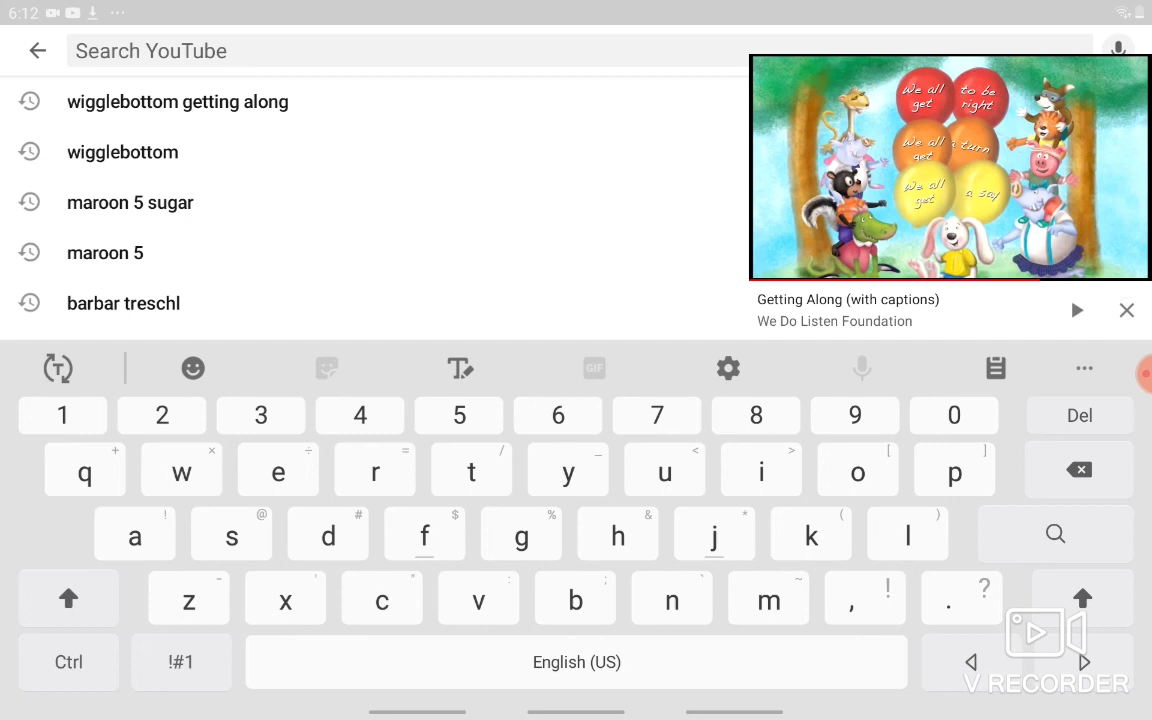 6:12
Search YouTube
wigglebottom getting along
wigglebottom
maroon 5 sugar
maroon 5
barbar treschl
We all get
to be right
We all get
a turn
We all get
a say
Getting Along (with captions)
We Do Listen Foundation
T
T
GIF
1 2 3 4 5 6 7 8 9 0 Del
q + w × e ÷ r = t / y _ u < i > o [ p ]
a ! s @ d # f $ g % h & j * k ( l )
z - x ' c " v : b ; n ` m ~ , ! . ?
Ctrl !#1 English (US)
V RECORDER